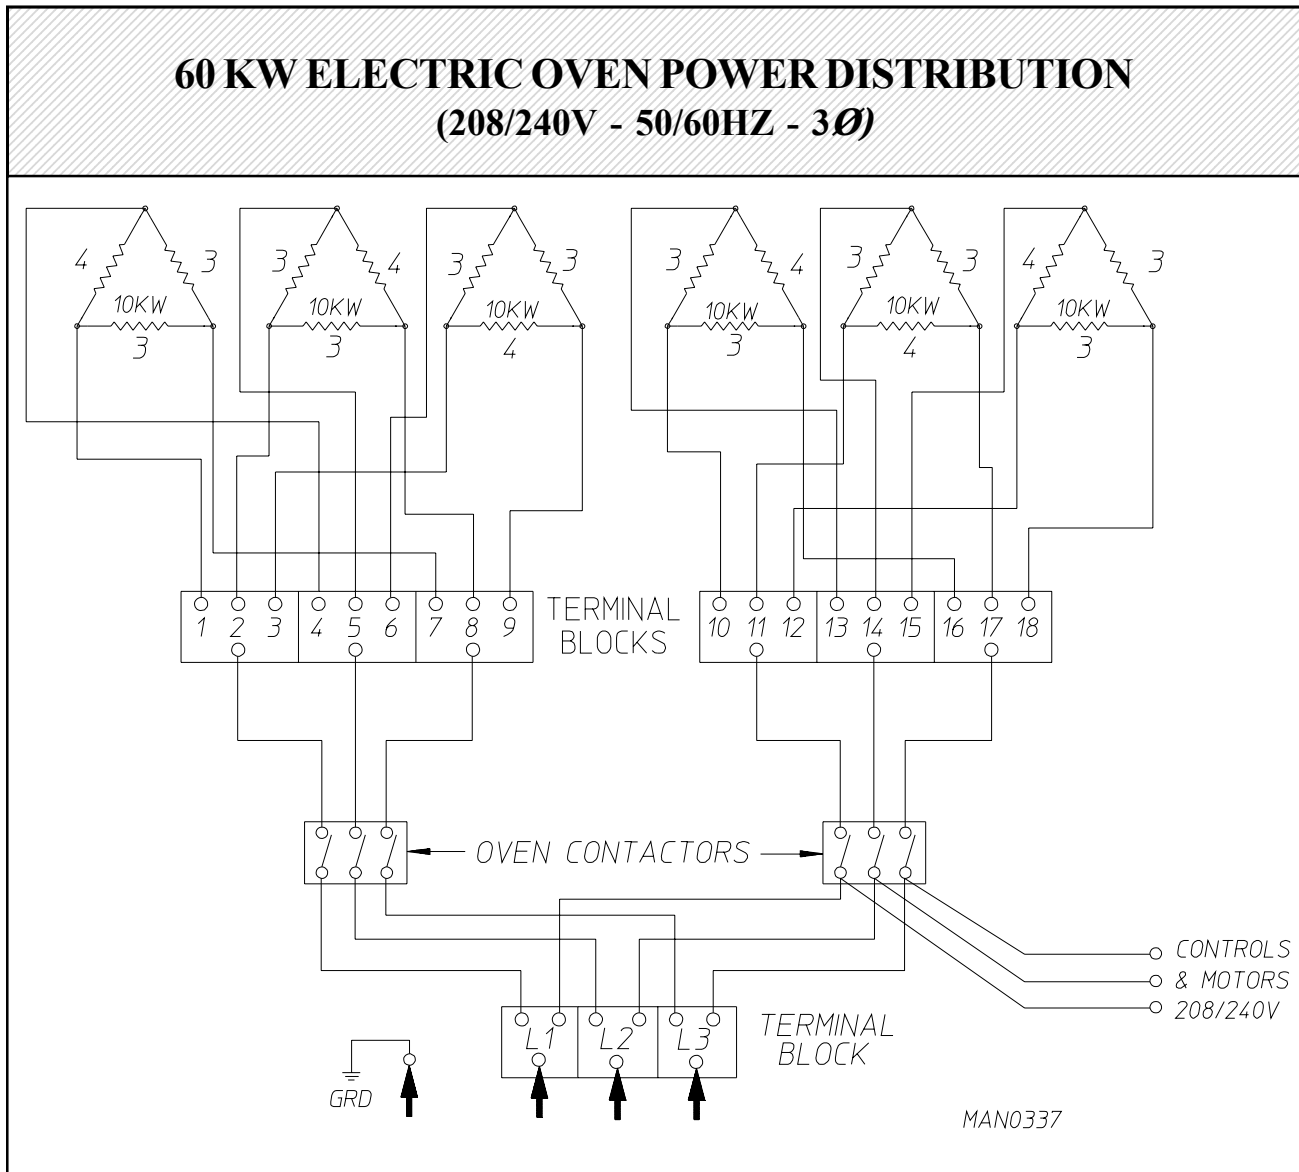 60 KW ELECTRIC OVEN POWER DISTRIBUTION
(208/240V - 50/60HZ - 3Ø)
4 3 3 4 3 3 3 4 3 3 4 3
10KW 10KW 10KW 10KW 10KW 10KW
3 3 4 3 4 3
1 2 3 4 5 6 7 8 9
TERMINAL
BLOCKS
10 11 12 13 14 15 16 17 18
OVEN CONTACTORS
CONTROLS
& MOTORS
208/240V
L1 L2 L3
TERMINAL
BLOCK
GRD
MAN0337